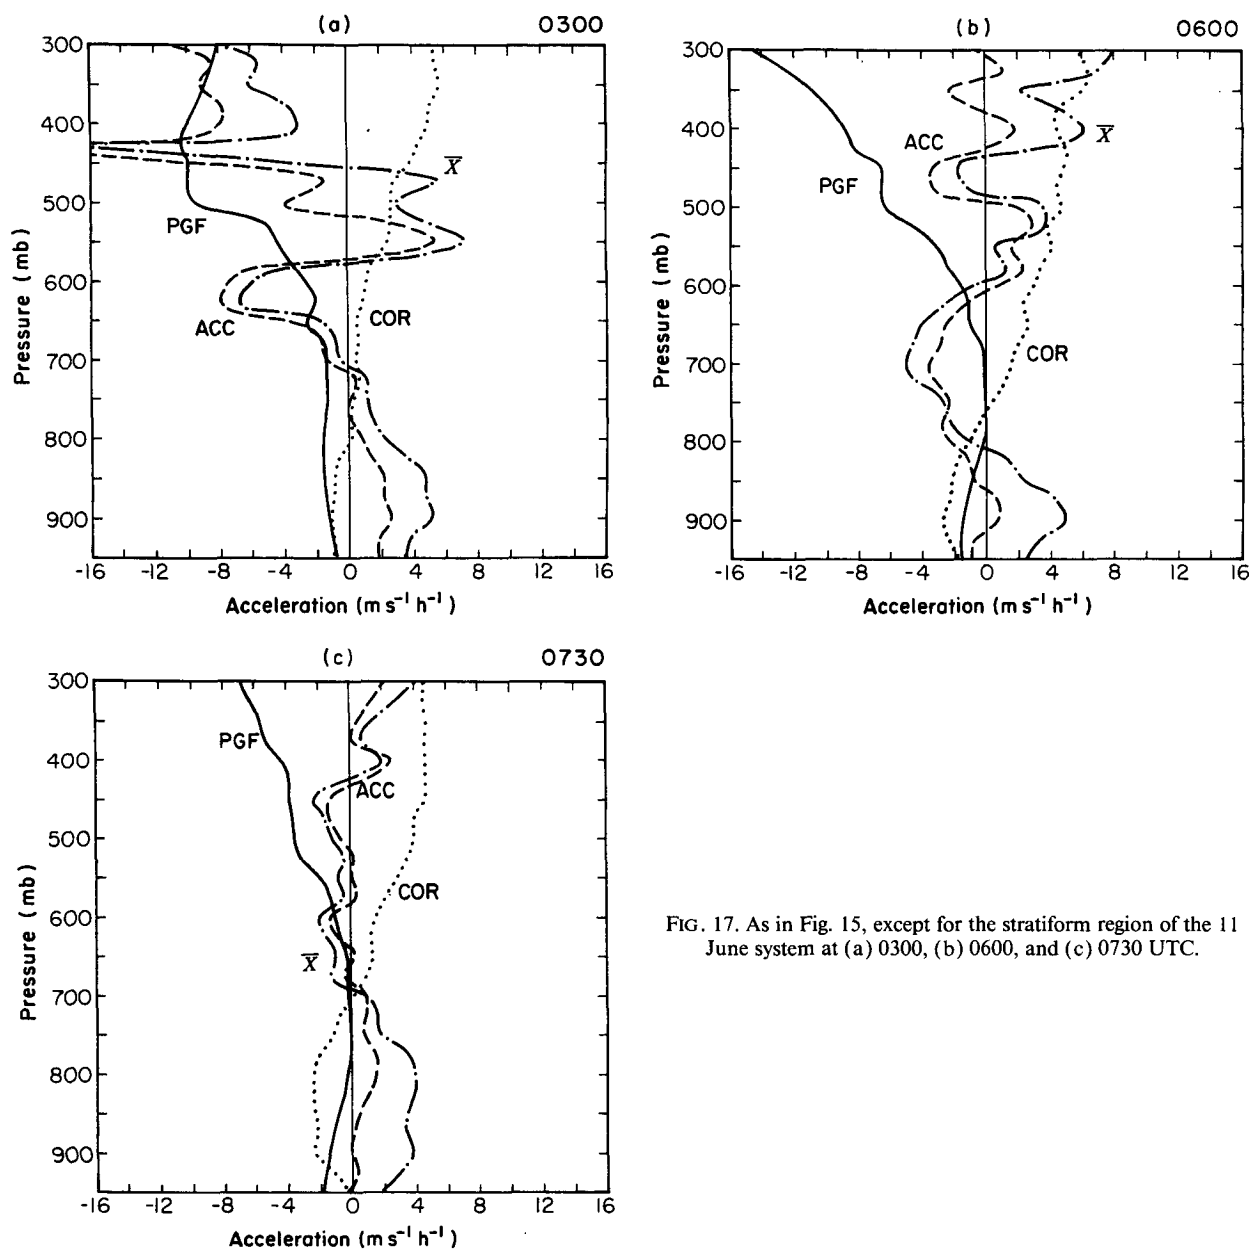 (a) 0300
300
400
500
600
700
800
900
Pressure (mb)
X̅
PGF
COR
ACC
-16 -12 -8 -4 0 4 8 12 16
Acceleration (m s⁻¹ h⁻¹)
(b) 0600
300
400
500
600
700
800
900
Pressure (mb)
ACC
X̅
PGF
COR
-16 -12 -8 -4 0 4 8 12 16
Acceleration (m s⁻¹ h⁻¹)
(c) 0730
300
400
500
600
700
800
900
Pressure (mb)
PGF
ACC
COR
X̅
-16 -12 -8 -4 0 4 8 12 16
Acceleration (m s⁻¹ h⁻¹)
FIG. 17. As in Fig. 15, except for the stratiform region of the 11
June system at (a) 0300, (b) 0600, and (c) 0730 UTC.